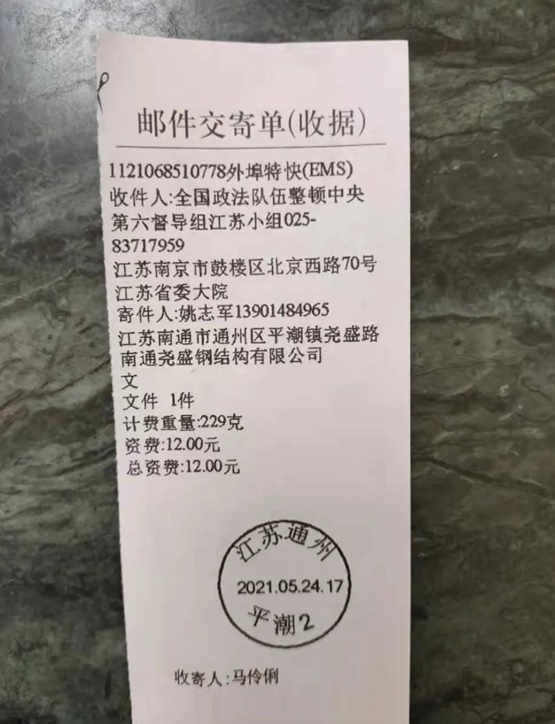 邮件交寄单(收据)
1121068510778外埠特快(EMS)
收件人:全国政法队伍整顿中央
第六督导组江苏小组025-
83717959
江苏南京市鼓楼区北京西路70号
江苏省委大院
寄件人:姚志军13901484965
江苏南通市通州区平潮镇尧盛路
南通尧盛钢结构有限公司
文
文件 1件
计费重量:229克
资费:12.00元
总资费:12.00元
江苏通州
2021.05.24.17
平潮2
收寄人:马伶俐